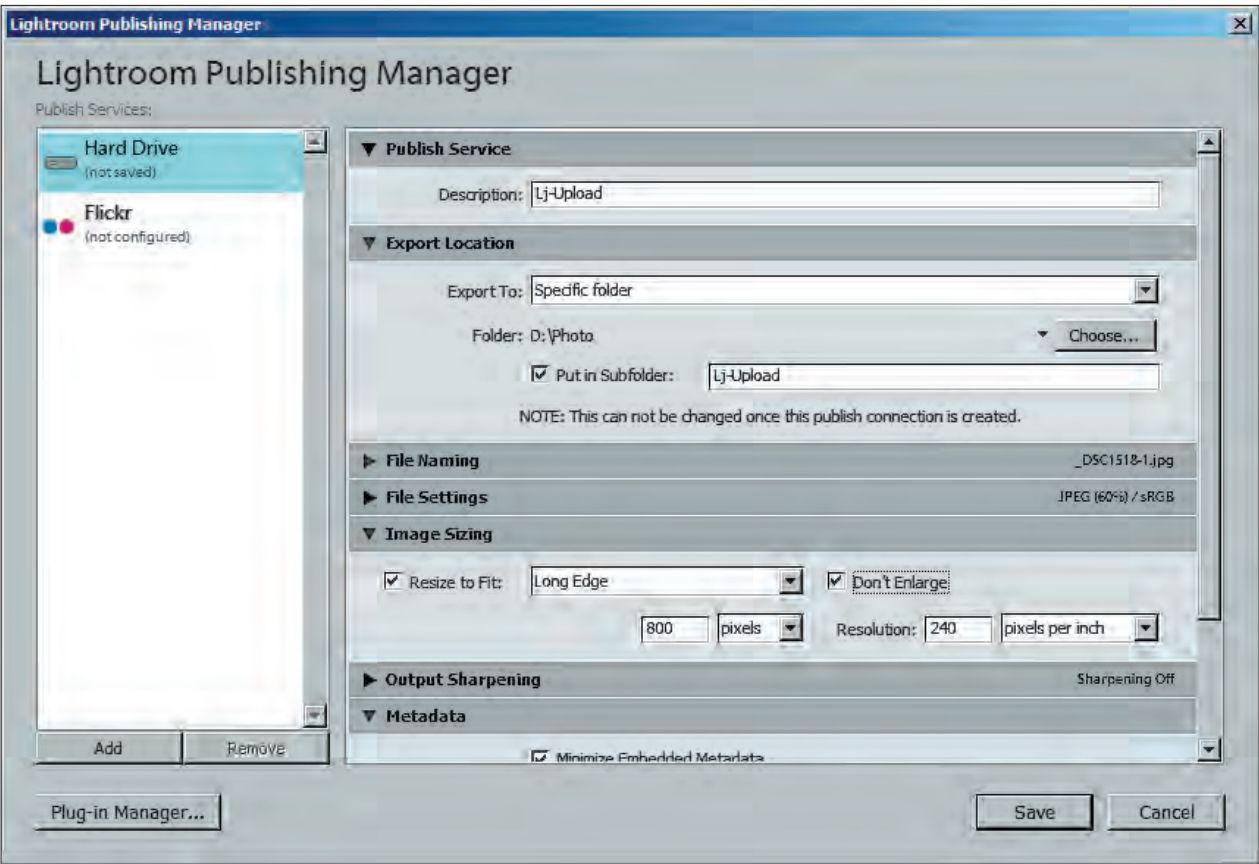 Lightroom Publishing Manager
Lightroom Publishing Manager
Publish Services:
Hard Drive
(not saved)
Flickr
(not configured)
Add Remove
Publish Service
Description: Lj-Upload
Export Location
Export To: Specific folder
Folder: D:\Photo Choose...
Put in Subfolder: Lj-Upload
NOTE: This can not be changed once this publish connection is created.
File Naming _DSC1518-1.jpg
File Settings JPEG (60%) / sRGB
Image Sizing
Resize to Fit: Long Edge Don't Enlarge
800 pixels Resolution: 240 pixels per inch
Output Sharpening Sharpening Off
Metadata
Minimize Embedded Metadata
Plug-in Manager... Save Cancel